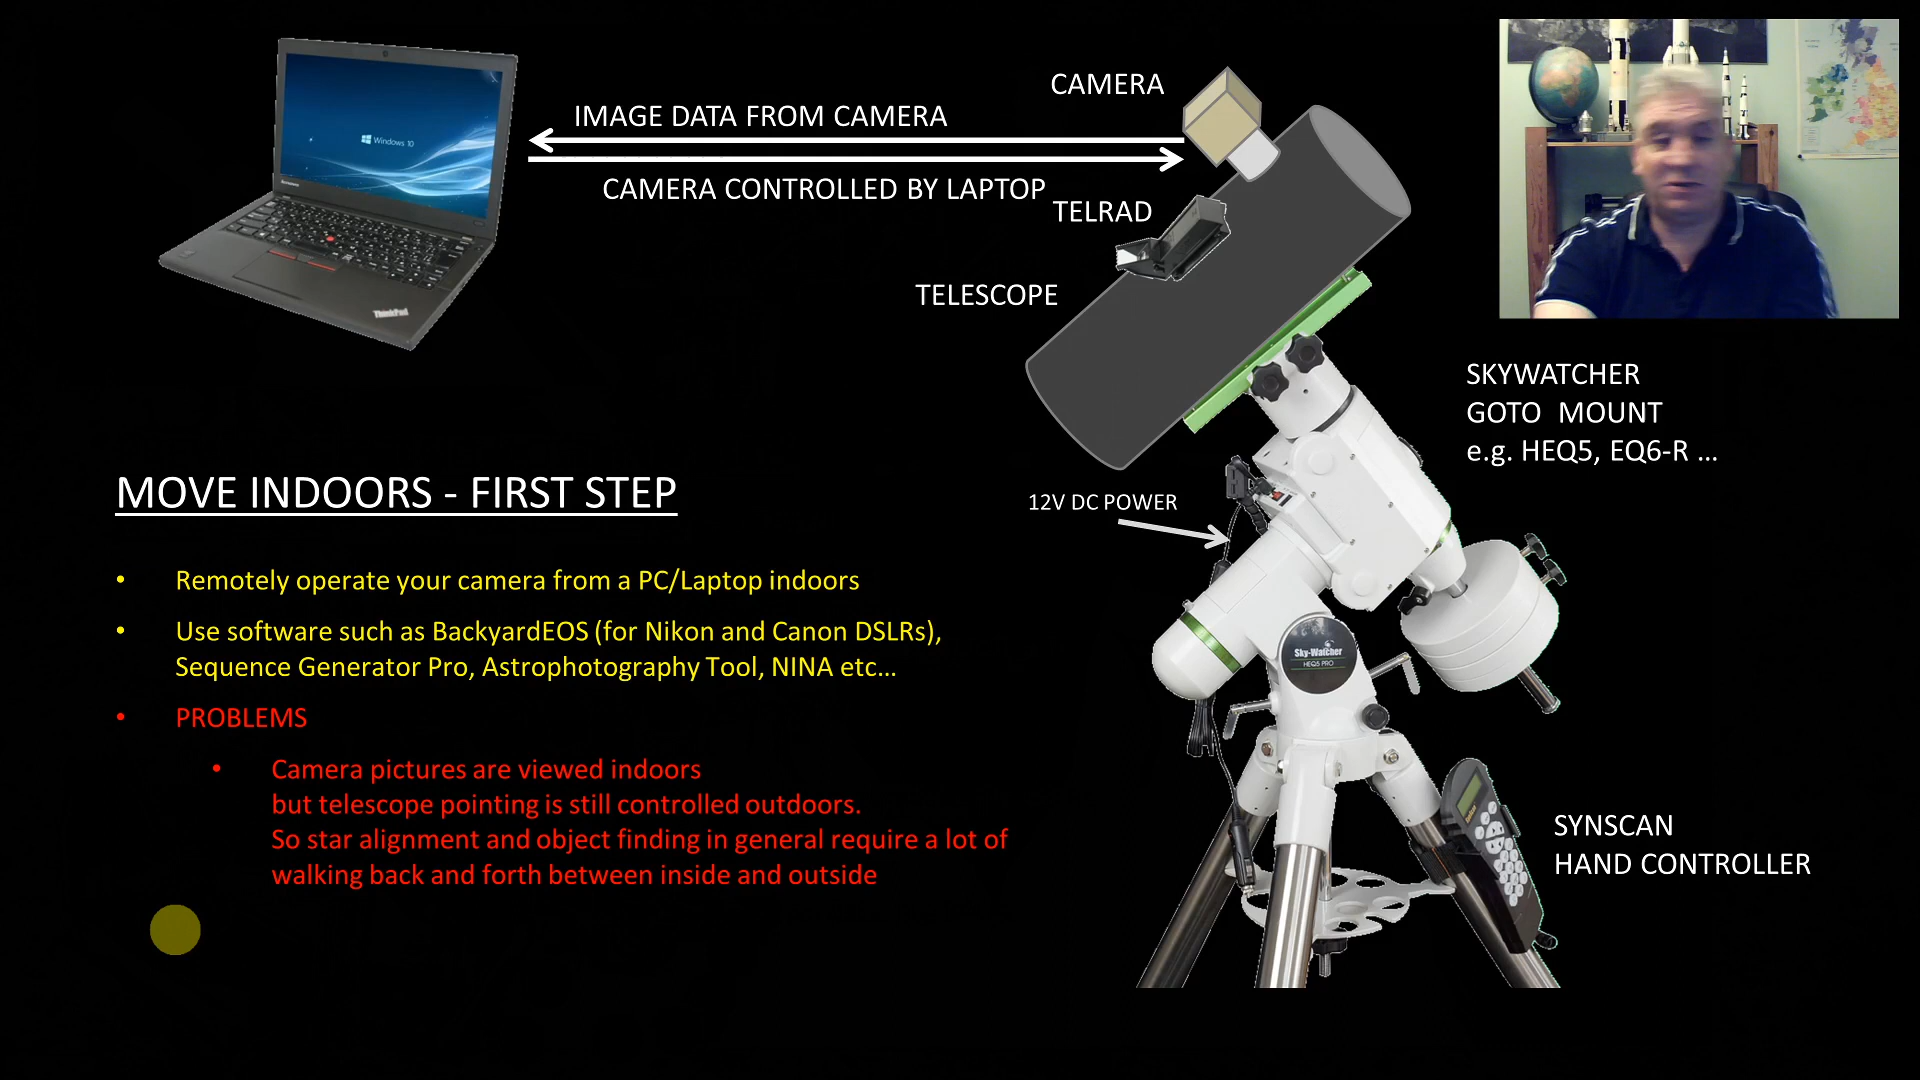 CAMERA
IMAGE DATA FROM CAMERA
Windows 10
CAMERA CONTROLLED BY LAPTOP
TELRAD
TELESCOPE
ThinkPad
SKYWATCHER
GOTO MOUNT
e.g. HEQ5, EQ6-R ...
MOVE INDOORS - FIRST STEP
12V DC POWER
• Remotely operate your camera from a PC/Laptop indoors
• Use software such as BackyardEOS (for Nikon and Canon DSLRs),
Sequence Generator Pro, Astrophotography Tool, NINA etc...
Sky-Watcher
HEQ5 PRO
• PROBLEMS
• Camera pictures are viewed indoors
but telescope pointing is still controlled outdoors.
So star alignment and object finding in general require a lot of
walking back and forth between inside and outside
SYNSCAN
HAND CONTROLLER